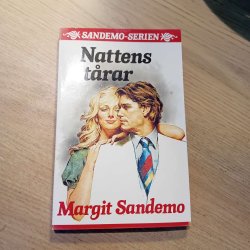 SANDEMO-SERIEN
Nattens
tårar
Margit Sandemo